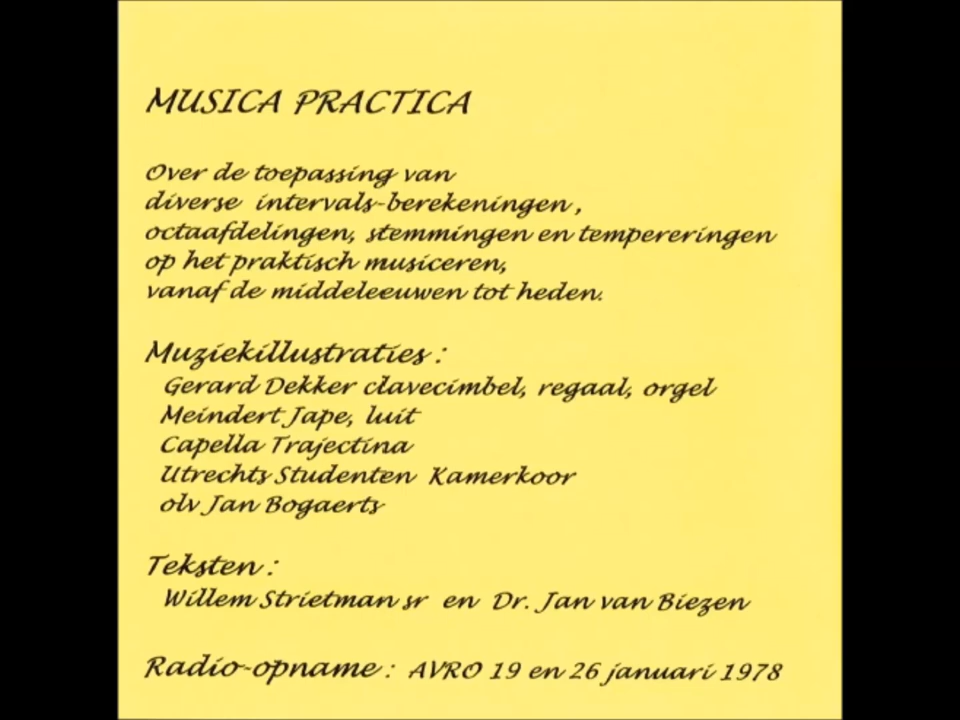 MUSICA PRACTICA
Over de toepassing van
diverse intervals-berekeningen,
octaafdelingen, stemmingen en tempereringen
op het praktisch musiceren,
vanaf de middeleeuwen tot heden.
Muziekillustraties :
Gerard Dekker clavecimbel, regaal, orgel
Meindert Jape, luit
Capella Trajectina
Utrechts Studenten Kamerkoor
olv Jan Bogaerts
Teksten :
Willem Strietman sr en Dr. Jan van Biezen
Radio-opname : AVRO 19 en 26 januari 1978